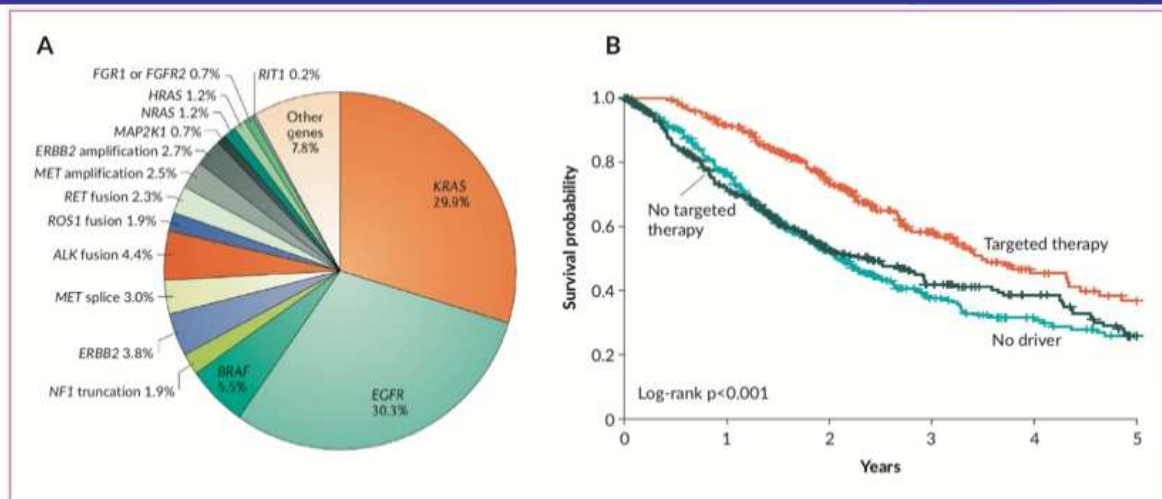 A
FGR1 or FGFR2 0.7%
RIT1 0.2%
HRAS 1.2%
NRAS 1.2%
MAP2K1 0.7%
ERBB2 amplification 2.7%
MET amplification 2.5%
RET fusion 2.3%
ROS1 fusion 1.9%
ALK fusion 4.4%
MET splice 3.0%
ERBB2 3.8%
NF1 truncation 1.9%
Other
genes
7.8%
KRAS
29.9%
BRAF
5.5%
EGFR
30.3%
B
Survival probability
1.0
0.8
0.6
0.4
0.2
0
No targeted
therapy
Targeted therapy
No driver
Log-rank p<0.001
0
1
2
3
4
5
Years